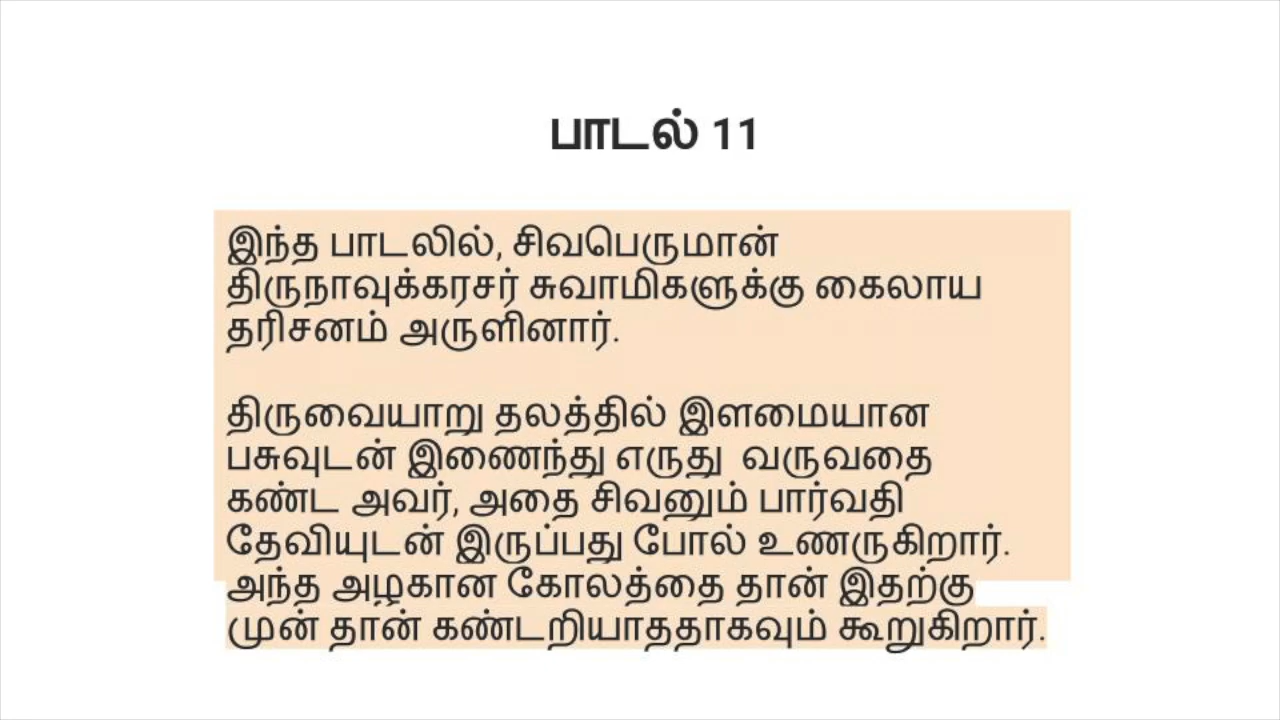 பாடல் 11
இந்த பாடலில், சிவபெருமான்
திருநாவுக்கரசர் சுவாமிகளுக்கு கைலாய
தரிசனம் அருளினார்.
திருவையாறு தலத்தில் இளமையான
பசுவுடன் இணைந்து எருது வருவதை
கண்ட அவர், அதை சிவனும் பார்வதி
தேவியுடன் இருப்பது போல் உணருகிறார்.
அந்த அழகான கோலத்தை தான் இதற்கு
முன் தான் கண்டறியாததாகவும் கூறுகிறார்.